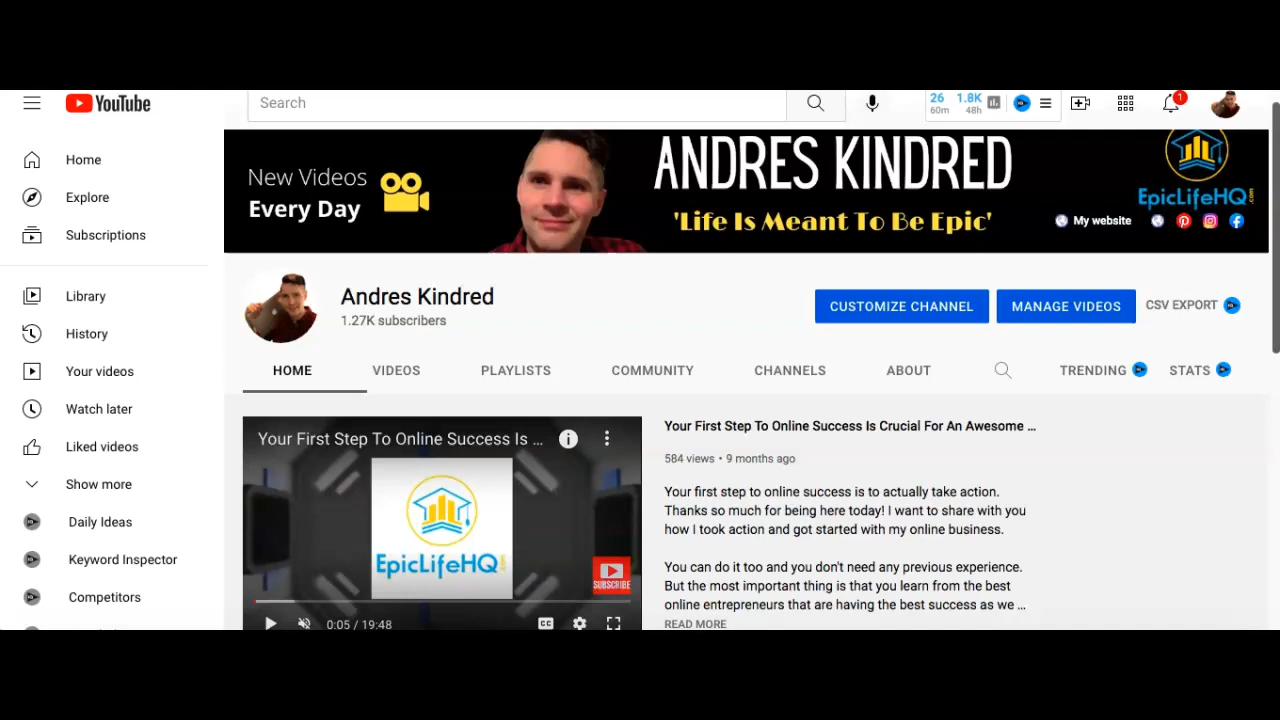 YouTube
Search
26 1.8K
60m 48h
1
Home
Explore
Subscriptions
Library
History
Your videos
Watch later
Liked videos
Show more
Daily Ideas
Keyword Inspector
Competitors
New Videos
Every Day
ANDRES KINDRED
'Life Is Meant To Be Epic'
EpicLifeHQ.com
My website
Andres Kindred
1.27K subscribers
CUSTOMIZE CHANNEL
MANAGE VIDEOS
CSV EXPORT
HOME VIDEOS PLAYLISTS COMMUNITY CHANNELS ABOUT TRENDING STATS
Your First Step To Online Success Is ...
EpicLifeHQ.com
SUBSCRIBE
0:05 / 19:48
CC
Your First Step To Online Success Is Crucial For An Awesome ...
584 views • 9 months ago
Your first step to online success is to actually take action.
Thanks so much for being here today! I want to share with you
how I took action and got started with my online business.
You can do it too and you don't need any previous experience.
But the most important thing is that you learn from the best
online entrepreneurs that are having the best success as we ...
READ MORE